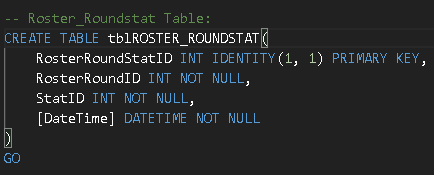 -- Roster_Roundstat Table:
CREATE TABLE tblROSTER_ROUNDSTAT(
    RosterRoundStatID INT IDENTITY(1, 1) PRIMARY KEY,
    RosterRoundID INT NOT NULL,
    StatID INT NOT NULL,
    [DateTime] DATETIME NOT NULL
)
GO